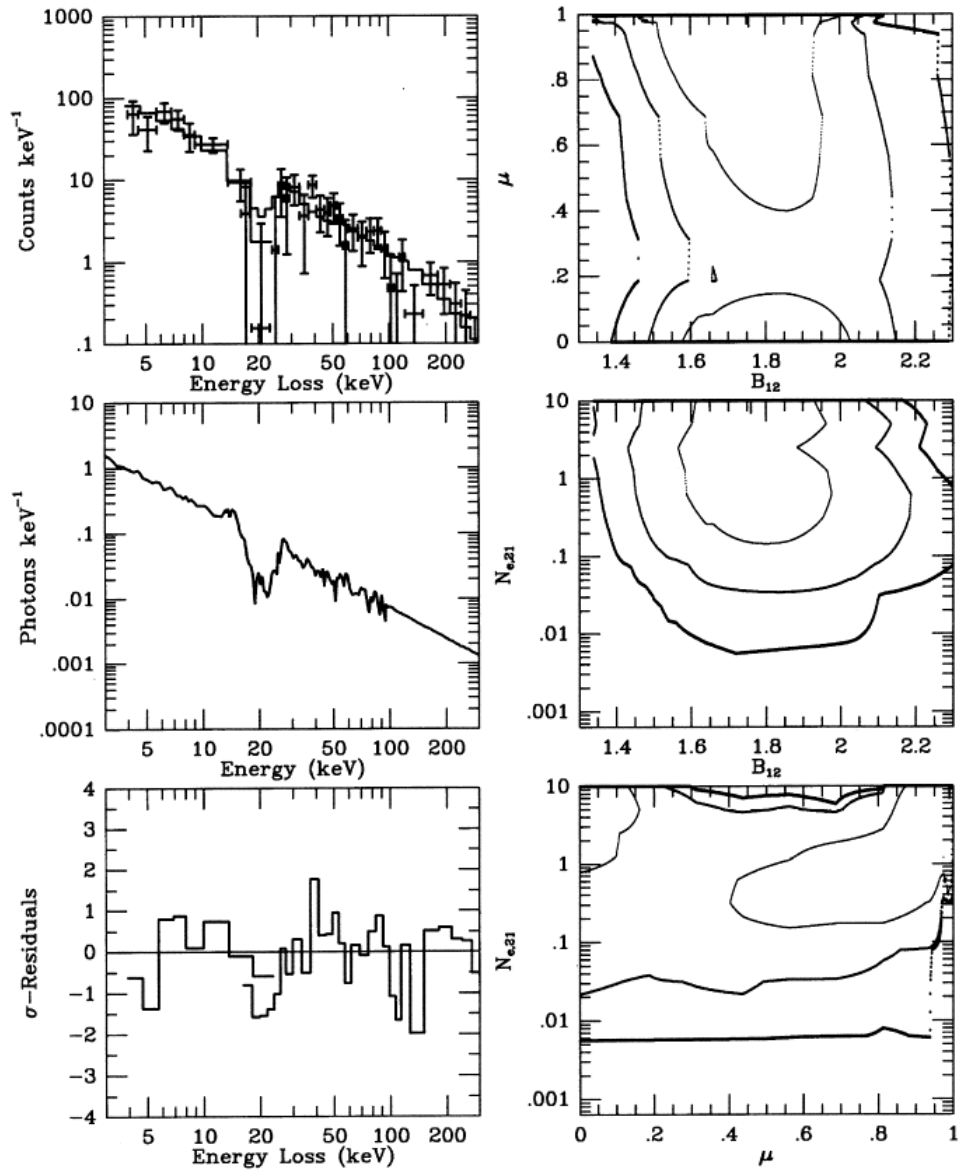 1000
100
10
1
.1
Counts keV⁻¹
5 10 20 50 100 200
Energy Loss (keV)
1
.8
.6
.4
.2
0
μ
1.4 1.6 1.8 2 2.2
B₁₂
10
1
0.1
.01
.001
.0001
Photons keV⁻¹
5 10 20 50 100 200
Energy (keV)
10
1
0.1
.01
.001
Nₑ,₂₁
1.4 1.6 1.8 2 2.2
B₁₂
4
3
2
1
0
-1
-2
-3
-4
σ-Residuals
5 10 20 50 100 200
Energy Loss (keV)
10
1
0.1
.01
.001
Nₑ,₂₁
0 .2 .4 .6 .8 1
μ